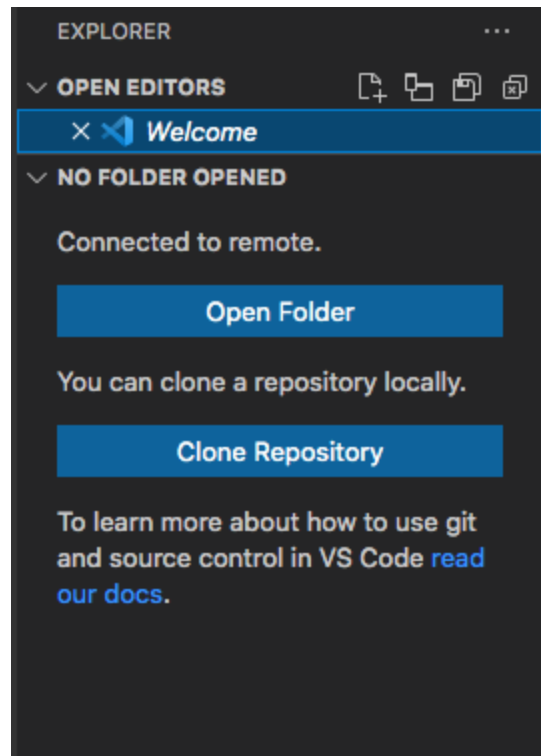 EXPLORER
OPEN EDITORS
Welcome
NO FOLDER OPENED
Connected to remote.
Open Folder
You can clone a repository locally.
Clone Repository
To learn more about how to use git
and source control in VS Code read
our docs.